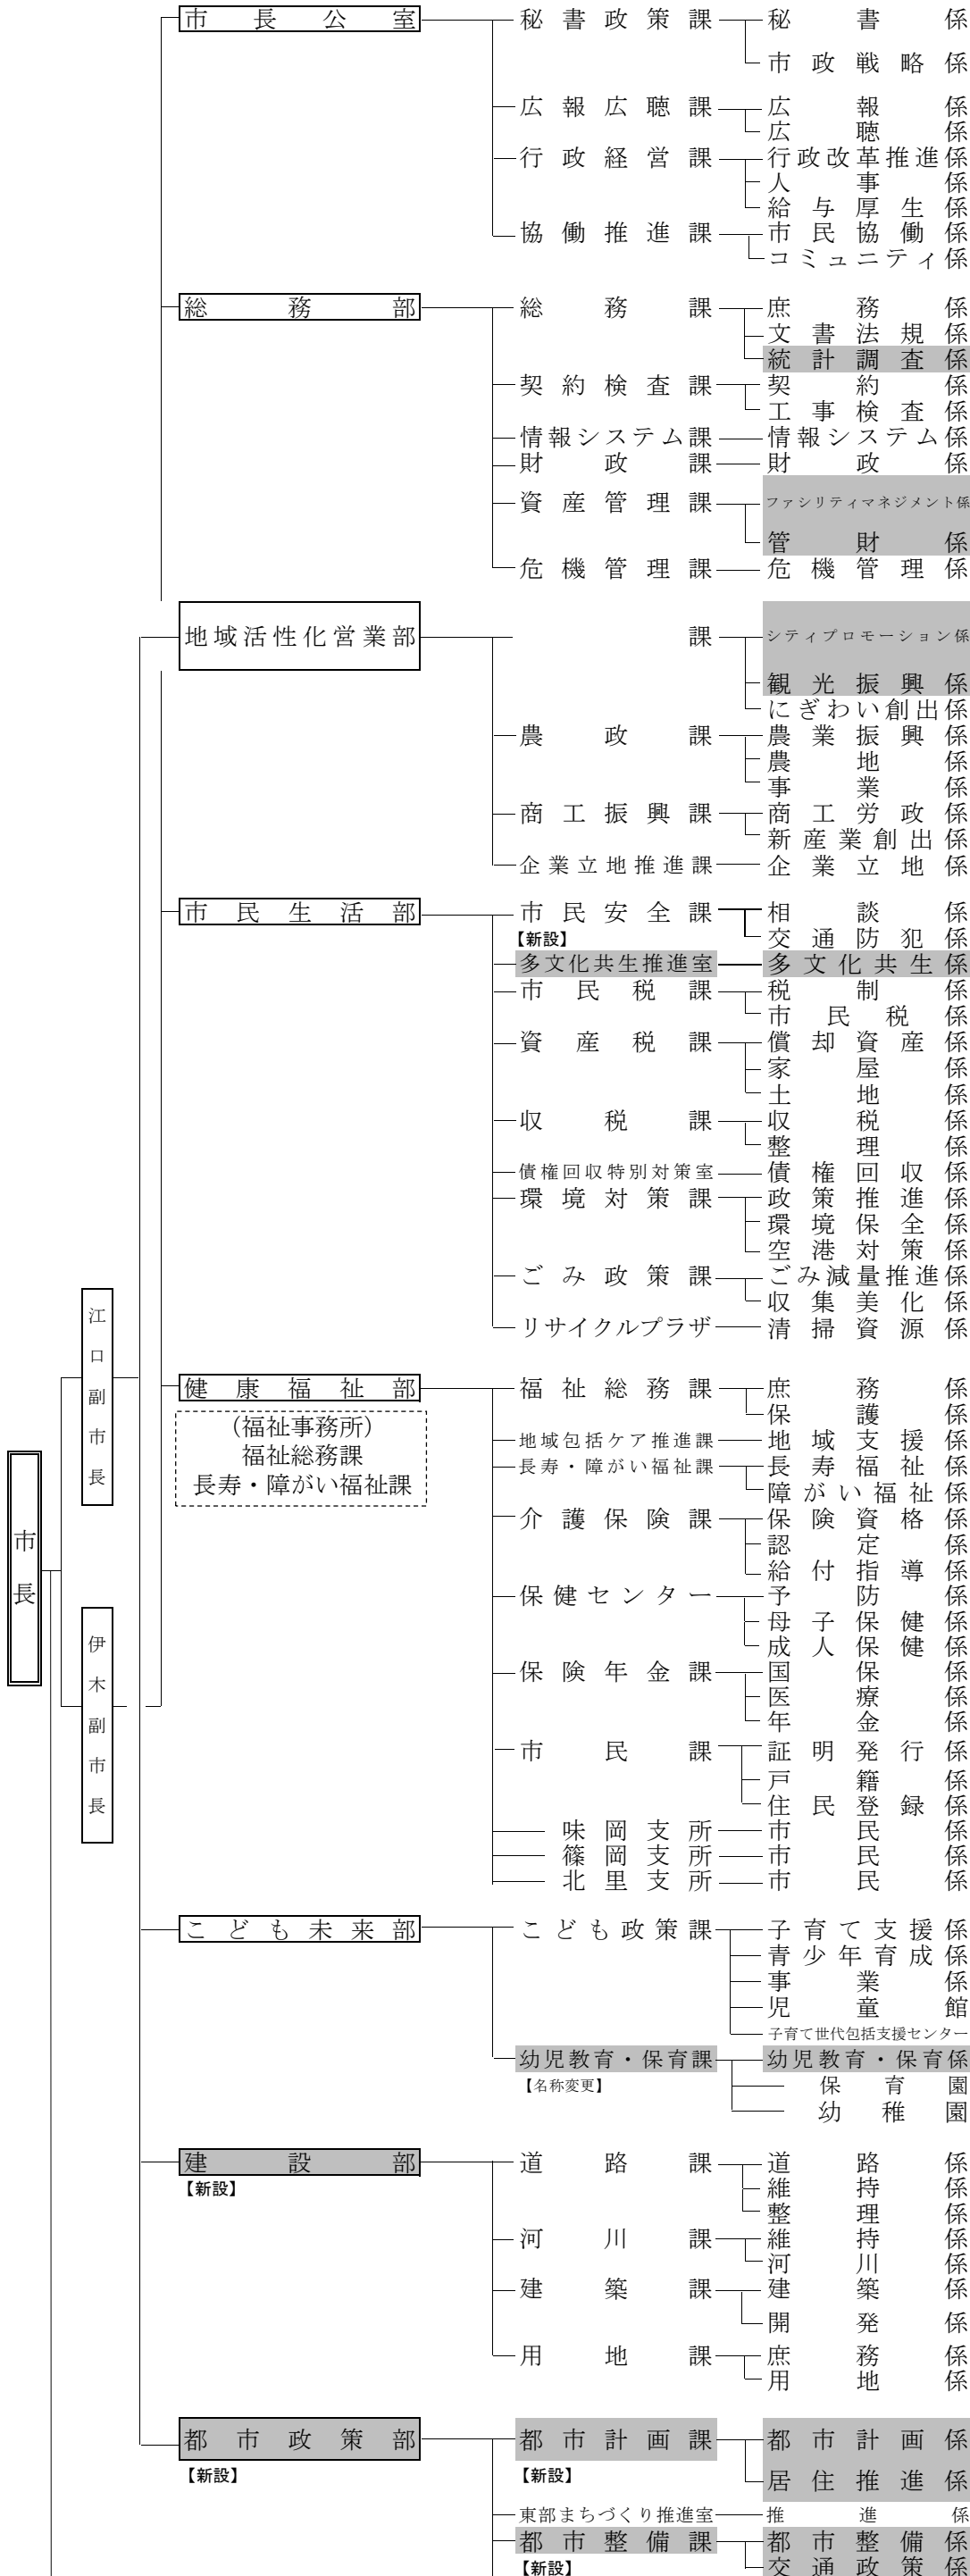 市長公室 秘書政策課 秘書係
市政戦略係
広報広聴課 広報係
広聴係
行政経営課 行政改革推進係
人事係
給与厚生係
協働推進課 市民協働係
コミュニティ係
総務部 総務課 庶務係
文書法規係
統計調査係
契約検査課 契約係
工事検査係
情報システム課 情報システム係
財政課 財政係
資産管理課 ファシリティマネジメント係
管財係
危機管理課 危機管理係
地域活性化営業部 課 シティプロモーション係
観光振興係
にぎわい創出係
農政課 農業振興係
農地係
事業係
商工振興課 商工労政係
新産業創出係
企業立地推進課 企業立地係
市民生活部 市民安全課 相談係
【新設】 交通防犯係
多文化共生推進室 多文化共生係
市民税課 税制係
市民税係
資産税課 償却資産係
家屋係
土地係
収税課 収税係
整理係
債権回収特別対策室 債権回収係
環境対策課 政策推進係
環境保全係
空港対策係
ごみ政策課 ごみ減量推進係
収集美化係
リサイクルプラザ 清掃資源係
江口副市長
健康福祉部 福祉総務課 庶務係
(福祉事務所) 保護係
福祉総務課 地域包括ケア推進課 地域支援係
長寿・障がい福祉課 長寿・障がい福祉課 長寿福祉係
障がい福祉係
市長
介護保険課 保険資格係
認定係
給付指導係
保健センター 予防係
母子保健係
成人保健係
伊木副市長
保険年金課 国保係
医療係
年金係
市民課 証明発行係
戸籍係
住民登録係
味岡支所 市民係
篠岡支所 市民係
北里支所 市民係
こども未来部 こども政策課 子育て支援係
青少年育成係
事業係
児童館
子育て世代包括支援センター
幼児教育・保育課 幼児教育・保育係
【名称変更】 保育園
幼稚園
建設部 道路課 道路係
【新設】 維持係
整理係
河川課 維持係
河川係
建築課 建築係
開発係
用地課 庶務係
用地係
都市政策部 都市計画課 都市計画係
【新設】 【新設】 居住推進係
東部まちづくり推進室 推進係
都市整備課 都市整備係
【新設】 交通政策係